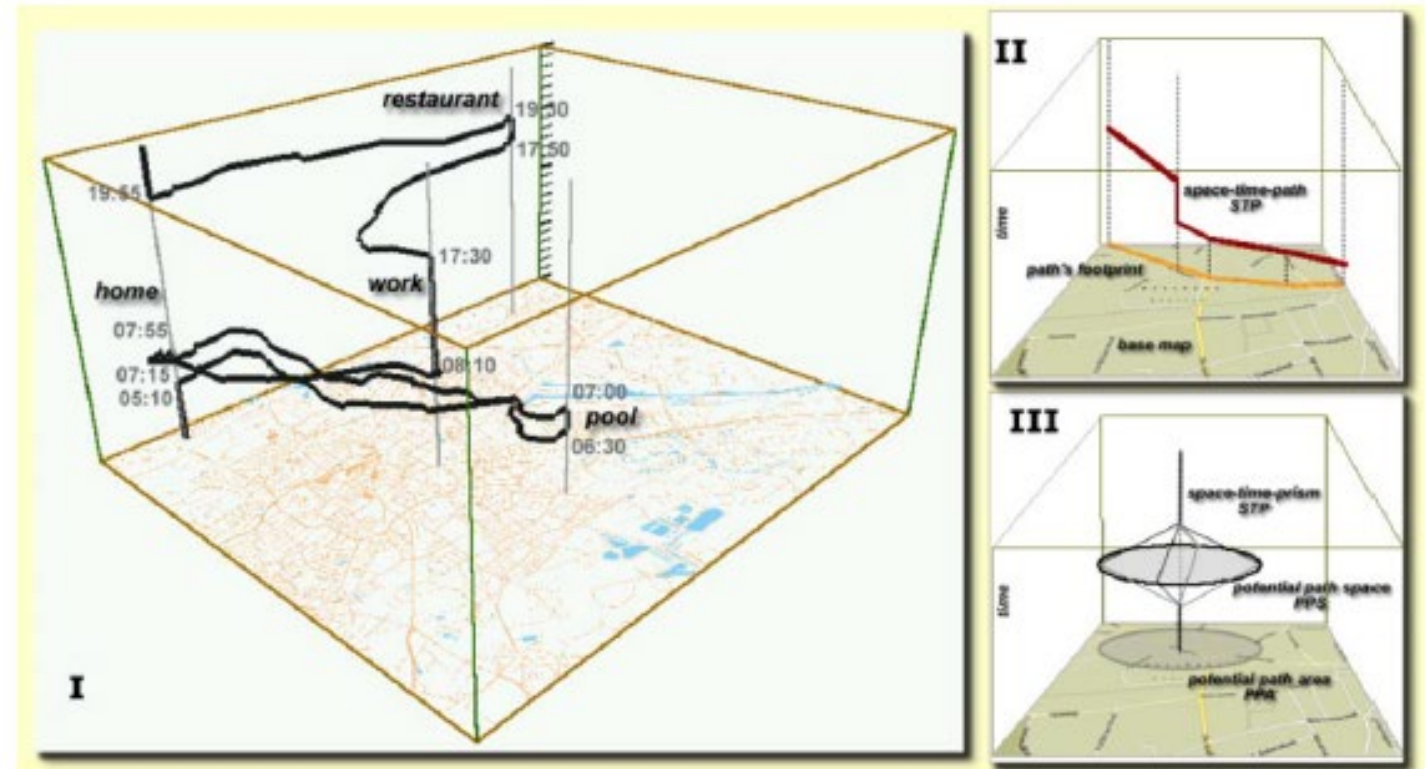 restaurant
19:30
17:50
19:55
17:30
work
home
07:55
07:15
05:10
08:10
07:00
pool
06:30
I
II
space-time-path
STP
time
path's footprint
base map
III
space-time-prism
STP
potential path space
PPS
time
potential path area
PPA